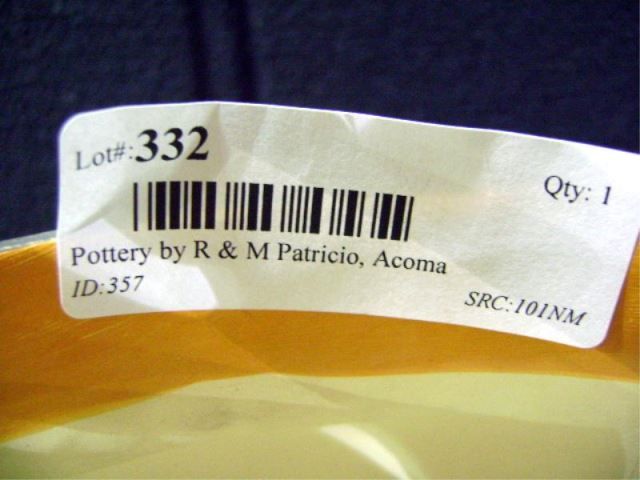 Lot#:332
Qty: 1
Pottery by R & M Patricio, Acoma
ID:357
SRC:101NM